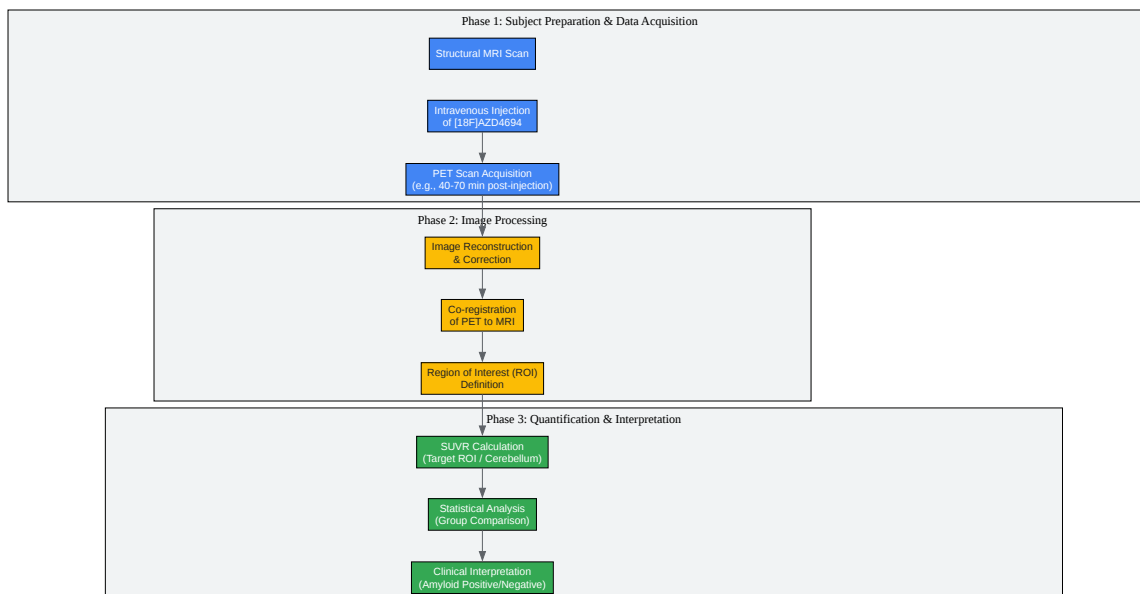 Phase 1: Subject Preparation & Data Acquisition
Structural MRI Scan
Intravenous Injection
of [18F]AZD4694
PET Scan Acquisition
(e.g., 40-70 min post-injection)
Phase 2: Image Processing
Image Reconstruction
& Correction
Co-registration
of PET to MRI
Region of Interest (ROI)
Definition
Phase 3: Quantification & Interpretation
SUVR Calculation
(Target ROI / Cerebellum)
Statistical Analysis
(Group Comparison)
Clinical Interpretation
(Amyloid Positive/Negative)